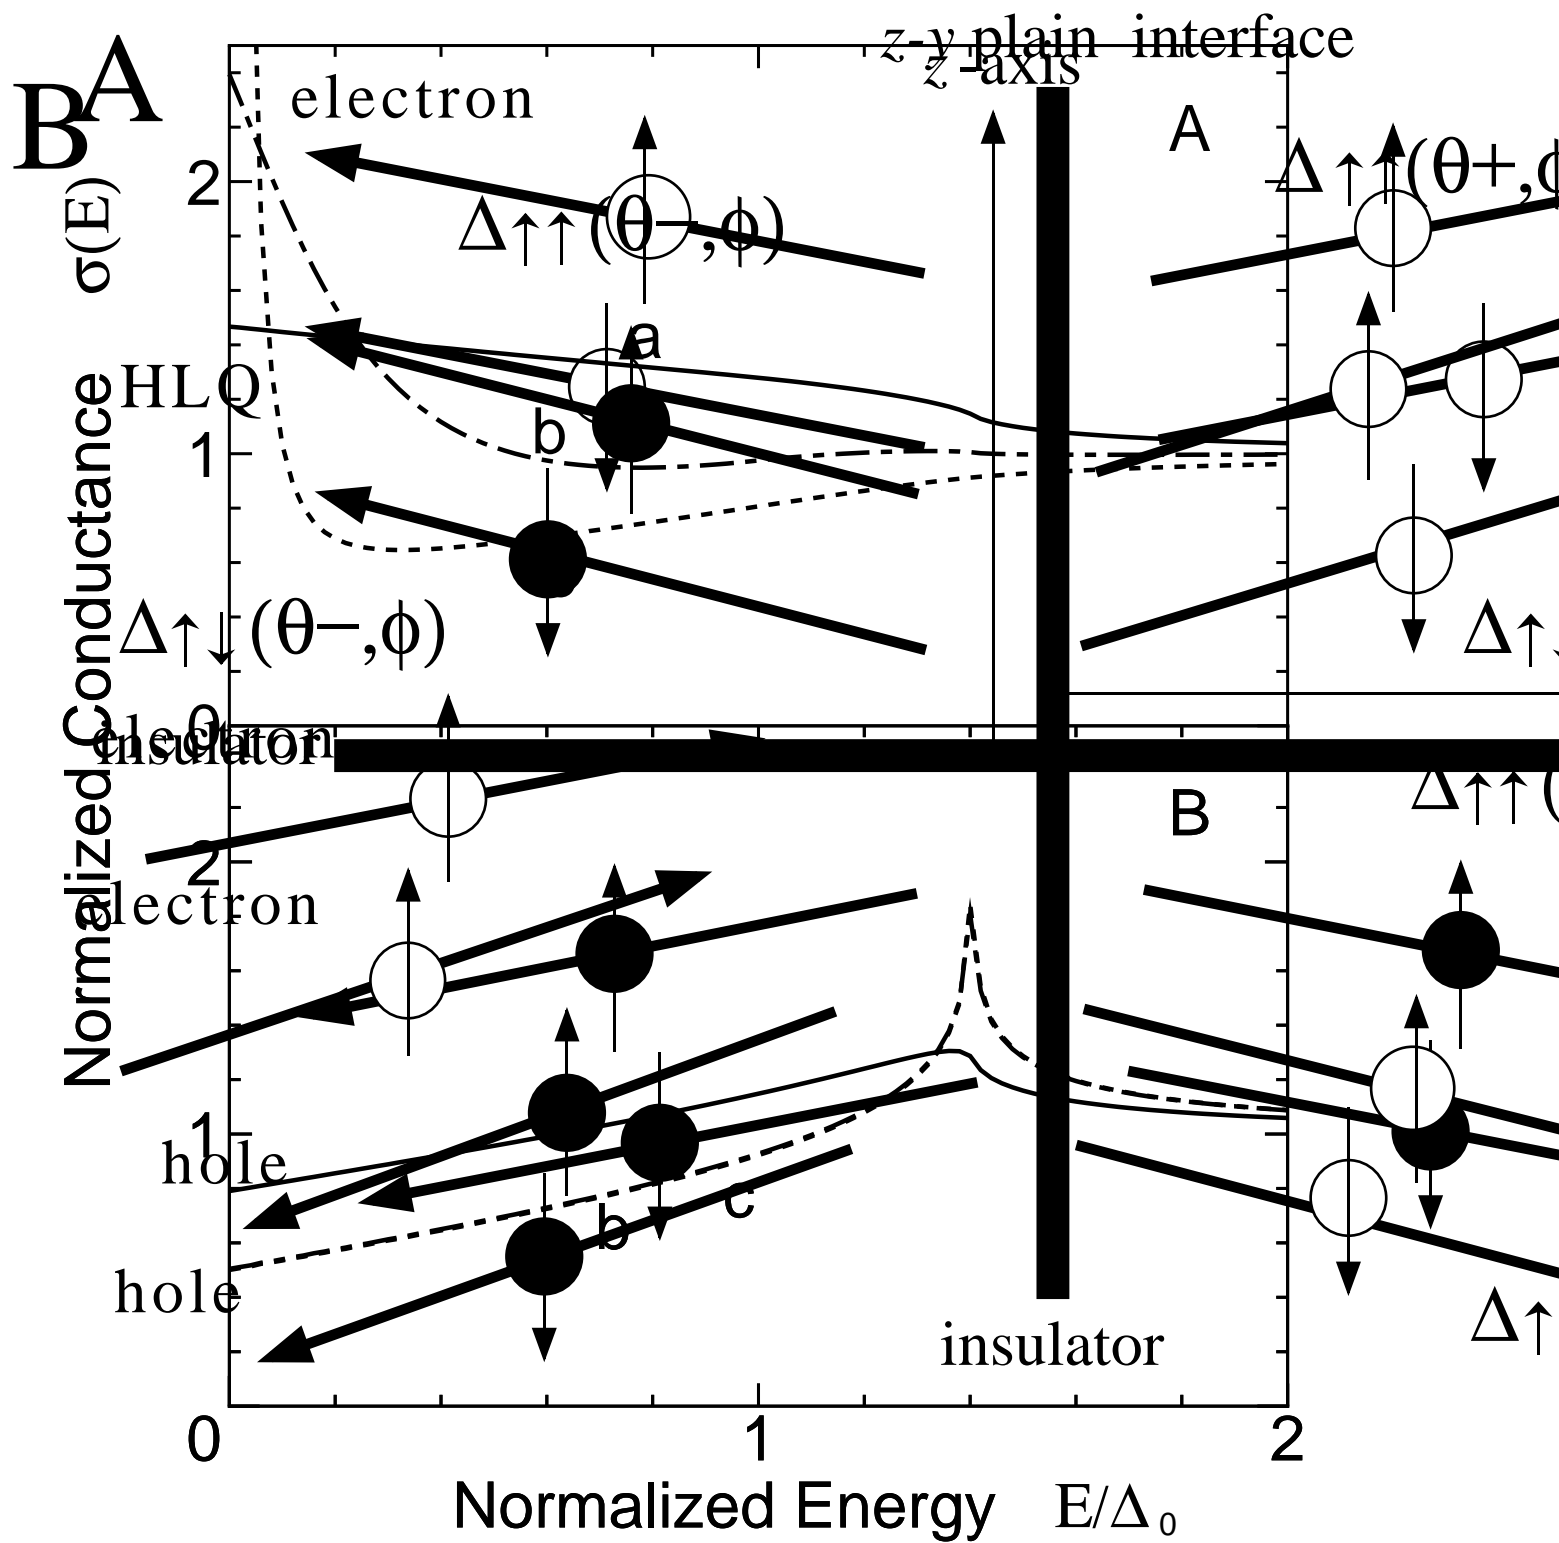 z-y plain interface
z-axis
A
B
electron
A
2
σ(E)
Δ↑↑(θ−,ϕ)
Δ↑↑(θ+,ϕ
a
HLQ
b
1
Δ↑↓(θ−,ϕ)
Δ↑
Normalized Conductance
0
electron
insulator
Δ↑↑(
B
2
electron
1
hole
c
b
hole
Δ↑
insulator
0
1
2
Normalized Energy E/Δ0